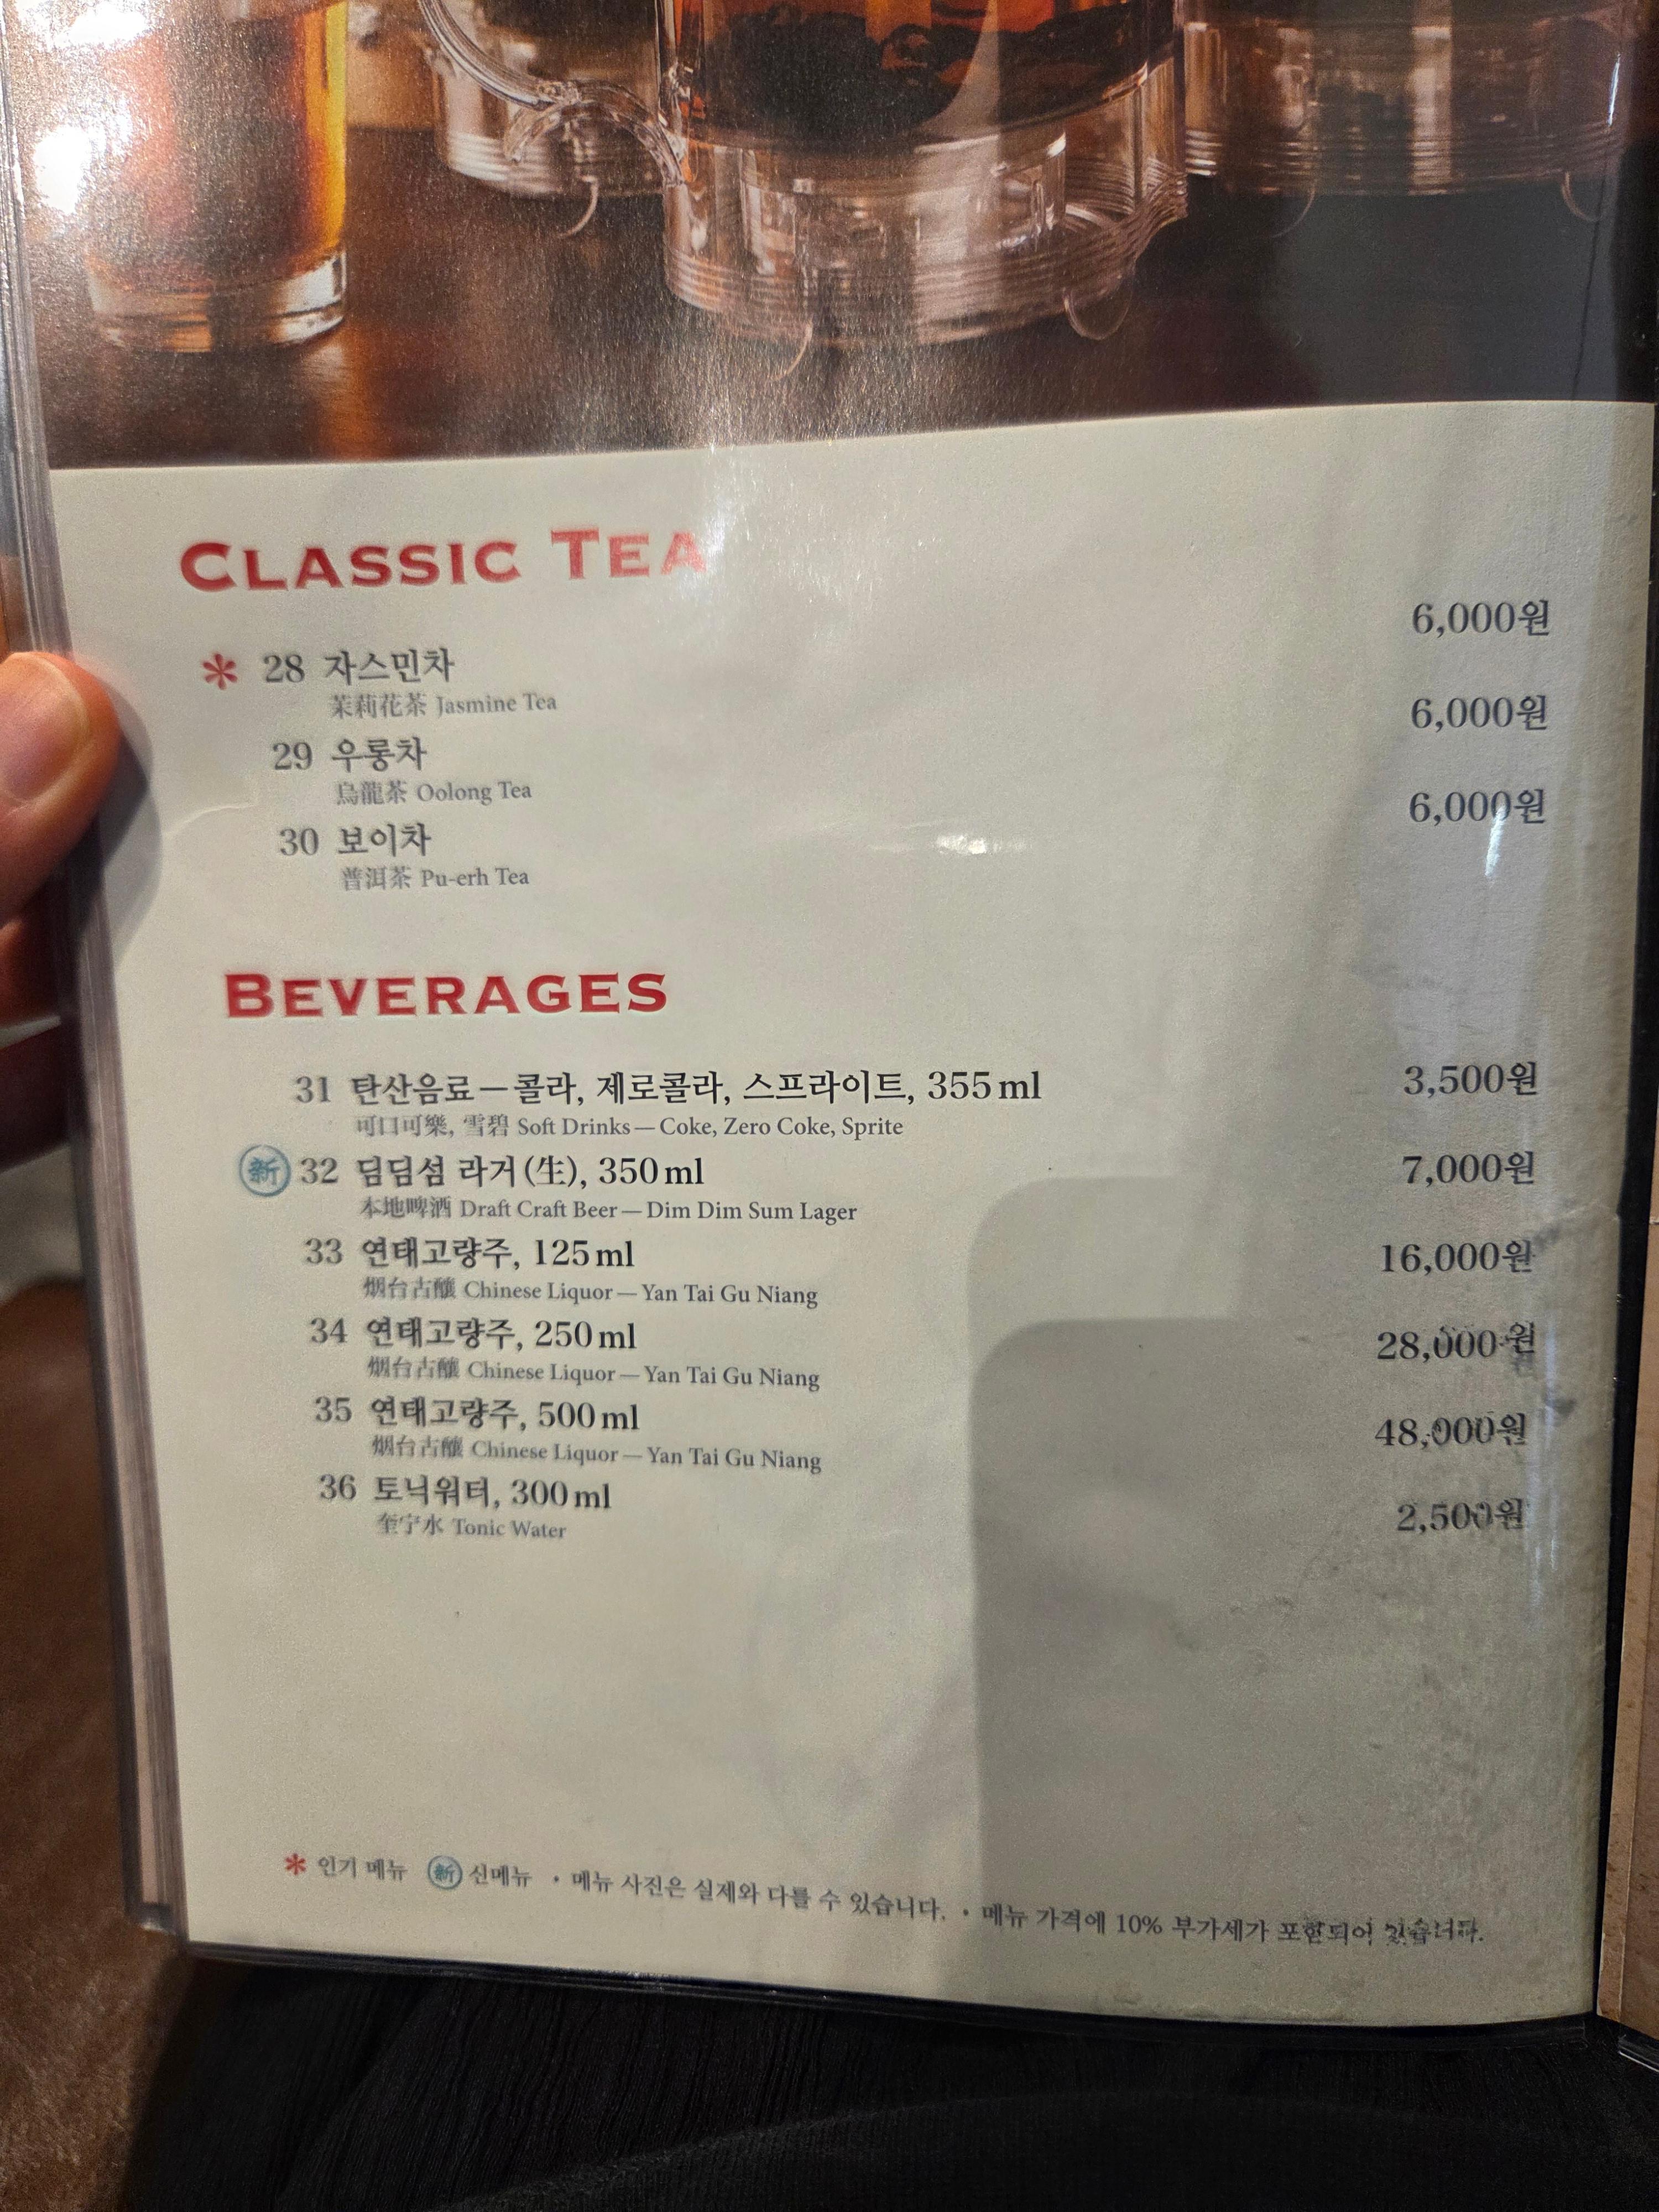 CLASSIC TEA
* 28 자스민차 6,000원
茉莉花茶 Jasmine Tea
29 우롱차 6,000원
烏龍茶 Oolong Tea
30 보이차 6,000원
普洱茶 Pu-erh Tea
BEVERAGES
31 탄산음료 — 콜라, 제로콜라, 스프라이트, 355 ml 3,500원
可口可樂, 雪碧 Soft Drinks — Coke, Zero Coke, Sprite
新 32 딤딤섬 라거 (生), 350 ml 7,000원
本地啤酒 Draft Craft Beer — Dim Dim Sum Lager
33 연태고량주, 125 ml 16,000원
烟台古釀 Chinese Liquor — Yan Tai Gu Niang
34 연태고량주, 250 ml 28,000원
烟台古釀 Chinese Liquor — Yan Tai Gu Niang
35 연태고량주, 500 ml 48,000원
烟台古釀 Chinese Liquor — Yan Tai Gu Niang
36 토닉워터, 300 ml 2,500원
奎宁水 Tonic Water
* 인기 메뉴 新 신메뉴 • 메뉴 사진은 실제와 다를 수 있습니다. • 메뉴 가격에 10% 부가세가 포함되어 있습니다.